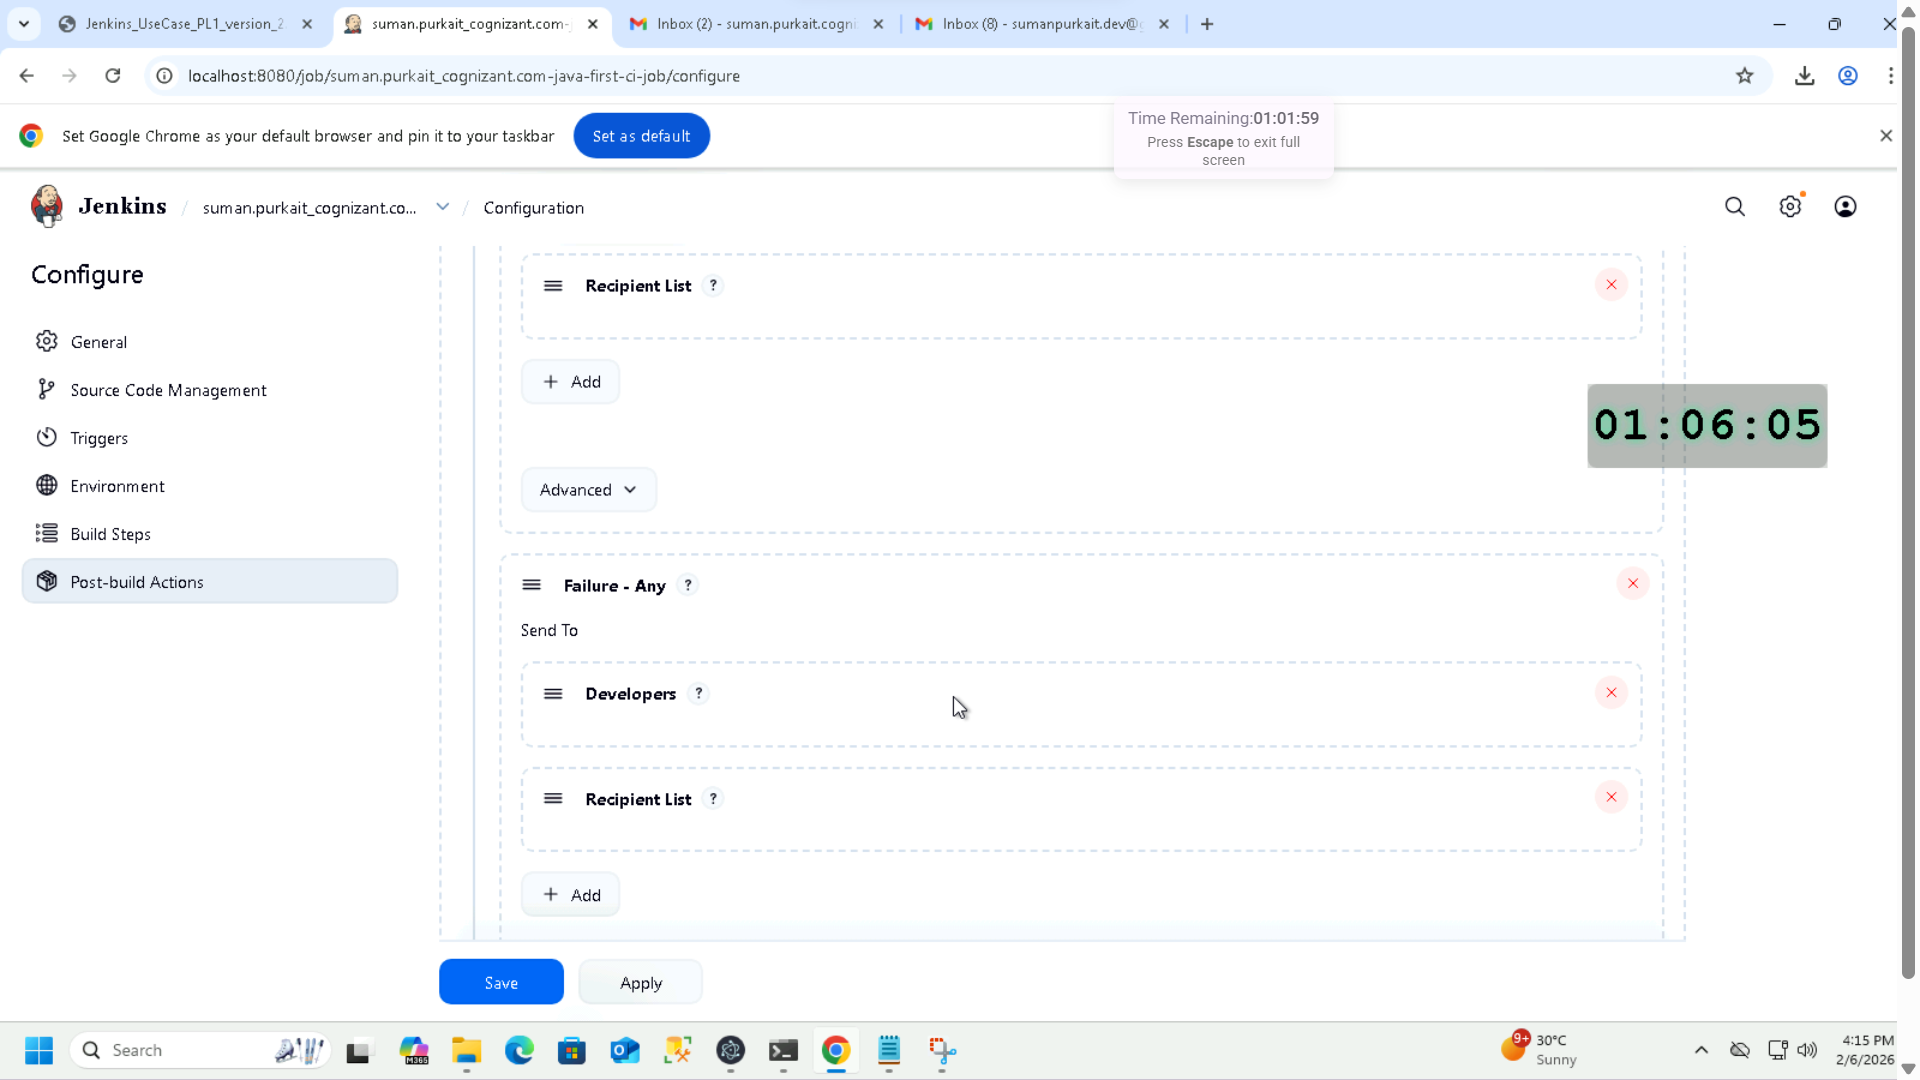 Jenkins_UseCase_PL1_version_2
suman.purkait_cognizant.com-j
Inbox (2) - suman.purkait.cogni
Inbox (8) - sumanpurkait.dev@g
localhost:8080/job/suman.purkait_cognizant.com-java-first-ci-job/configure
Set Google Chrome as your default browser and pin it to your taskbar
Set as default
Time Remaining:01:01:59
Press Escape to exit full
screen
Jenkins / suman.purkait_cognizant.co... / Configuration
Configure
General
Source Code Management
Triggers
Environment
Build Steps
Post-build Actions
Recipient List ?
+ Add
01:06:05
Advanced
Failure - Any ?
Send To
Developers ?
Recipient List ?
+ Add
Save
Apply
Search
M365
9+
30°C
Sunny
4:15 PM
2/6/2026